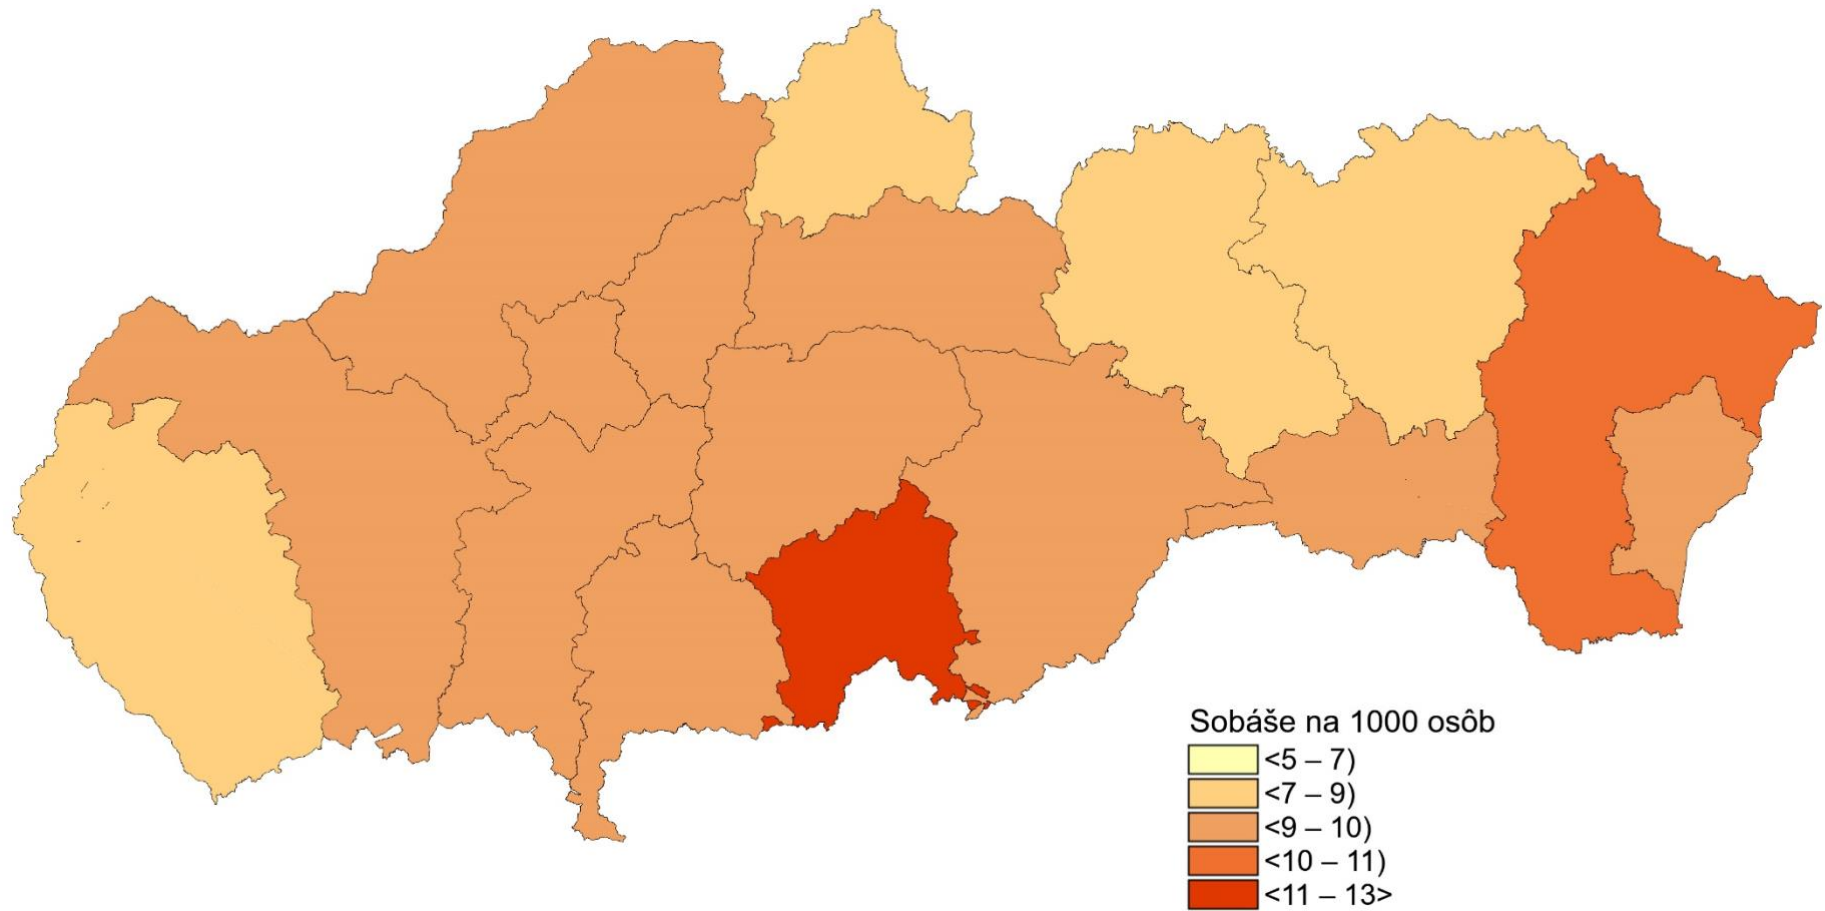 Sobáše na 1000 osôb
<5 – 7)
<7 – 9)
<9 – 10)
<10 – 11)
<11 – 13>